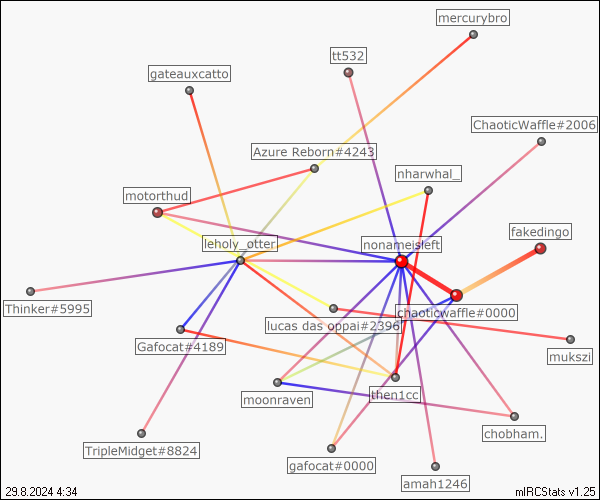 mercurybro
tt532
gateauxcatto
ChaoticWaffle#2006
Azure Reborn#4243
nharwhal_
motorthud
fakedingo
leholy_otter
nonameisleft
Thinker#5995
chaoticwaffle#0000
lucas das oppai#2396
Gafocat#4189
mukszi
then1cc
moonraven
chobham.
TripleMidget#8824
gafocat#0000
amah1246
29.8.2024 4:34
mIRCStats v1.25